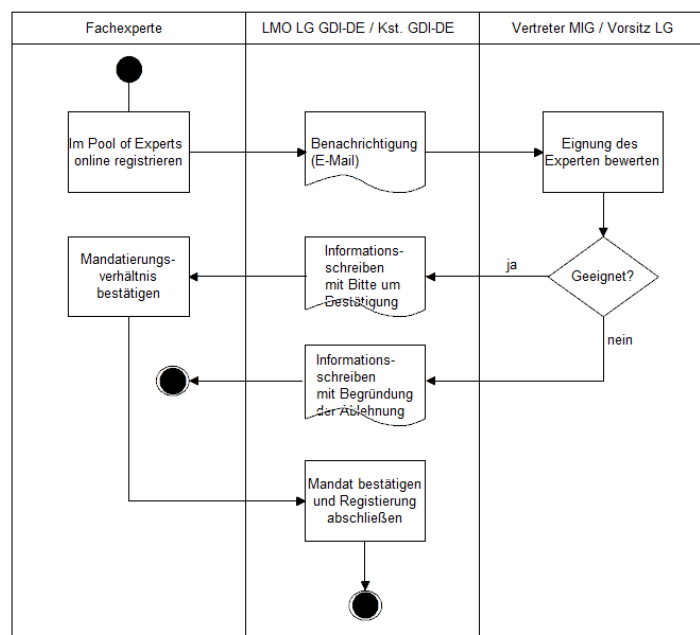 Fachexperte
LMO LG GDI-DE / Kst. GDI-DE
Vertreter MIG / Vorsitz LG
Im Pool of Experts
online registrieren
Benachrichtigung
(E-Mail)
Eignung des
Experten bewerten
Mandatierungs-
verhältnis
bestätigen
Informations-
schreiben
mit Bitte um
Bestätigung
ja
Geeignet?
nein
Informations-
schreiben
mit Begründung
der Ablehnung
Mandat bestätigen
und Registierung
abschließen